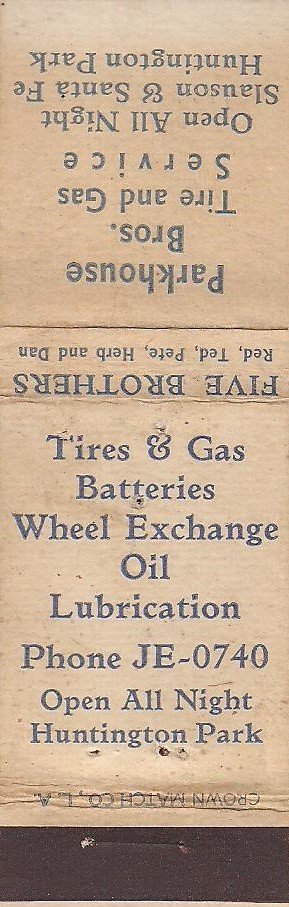 Parkhouse
Bros.
Tire and Gas
Service
Open All Night
Slauson & Santa Fe
Huntington Park
FIVE BROTHERS
Red, Ted, Pete, Herb and Dan
Tires & Gas
Batteries
Wheel Exchange
Oil
Lubrication
Phone JE-0740
Open All Night
Huntington Park
CROWN MATCH CO., L. A.